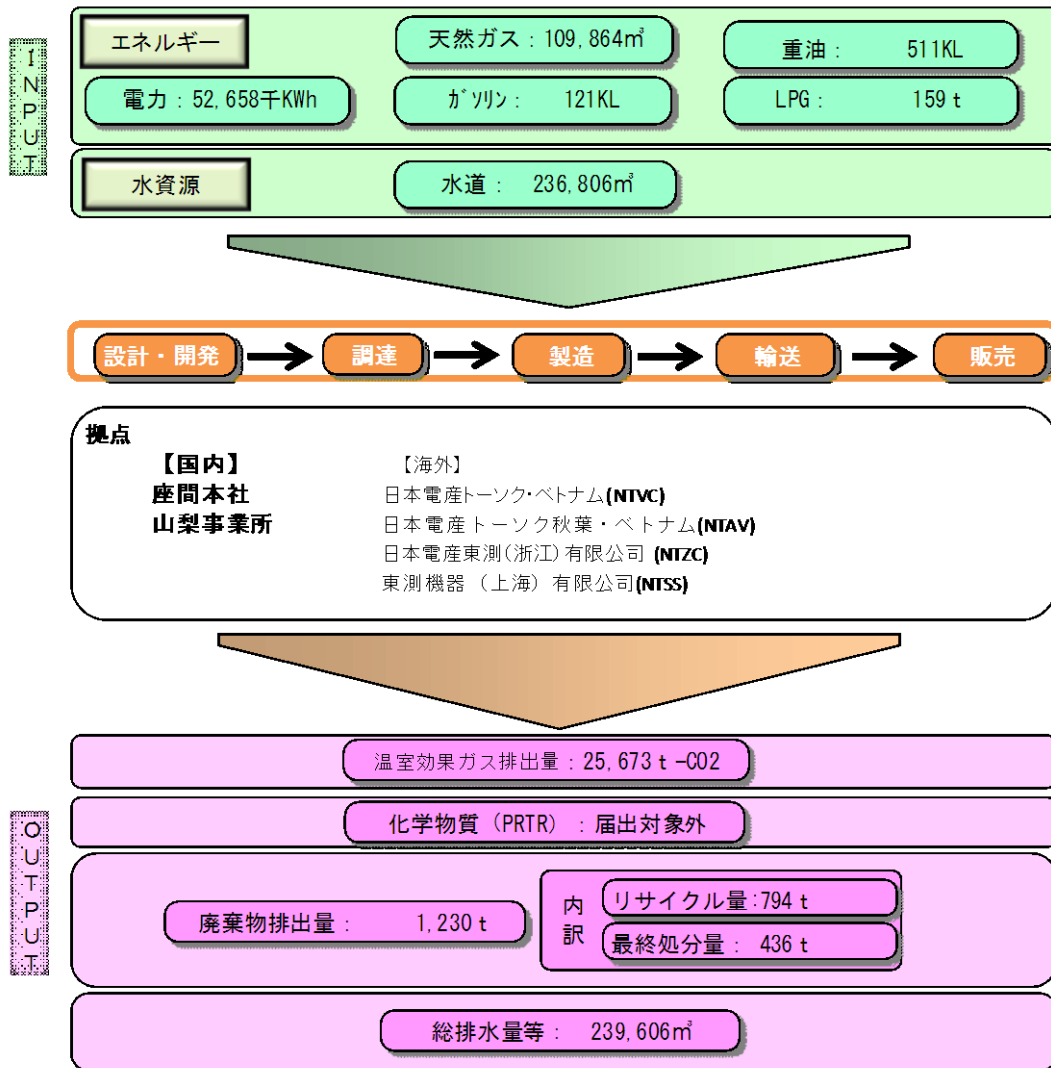 INPUT
エネルギー
天然ガス：109,864㎥
重油： 511KL
電力：52,658千KWh
ｶﾞｿﾘﾝ： 121KL
LPG： 159ｔ
水資源
水道： 236,806㎥
設計・開発
調達
製造
輸送
販売
拠点
【国内】
座間本社
山梨事業所
【海外】
日本電産トーソク・ベトナム(NTVC)
日本電産トーソク秋葉・ベトナム(NTAV)
日本電産東測(浙江)有限公司 (NTZC)
東測機器（上海）有限公司(NTSS)
OUTPUT
温室効果ガス排出量：25,673ｔ-CO2
化学物質（PRTR）：届出対象外
廃棄物排出量： 1,230ｔ
内訳
リサイクル量：794ｔ
最終処分量： 436ｔ
総排水量等： 239,606㎥